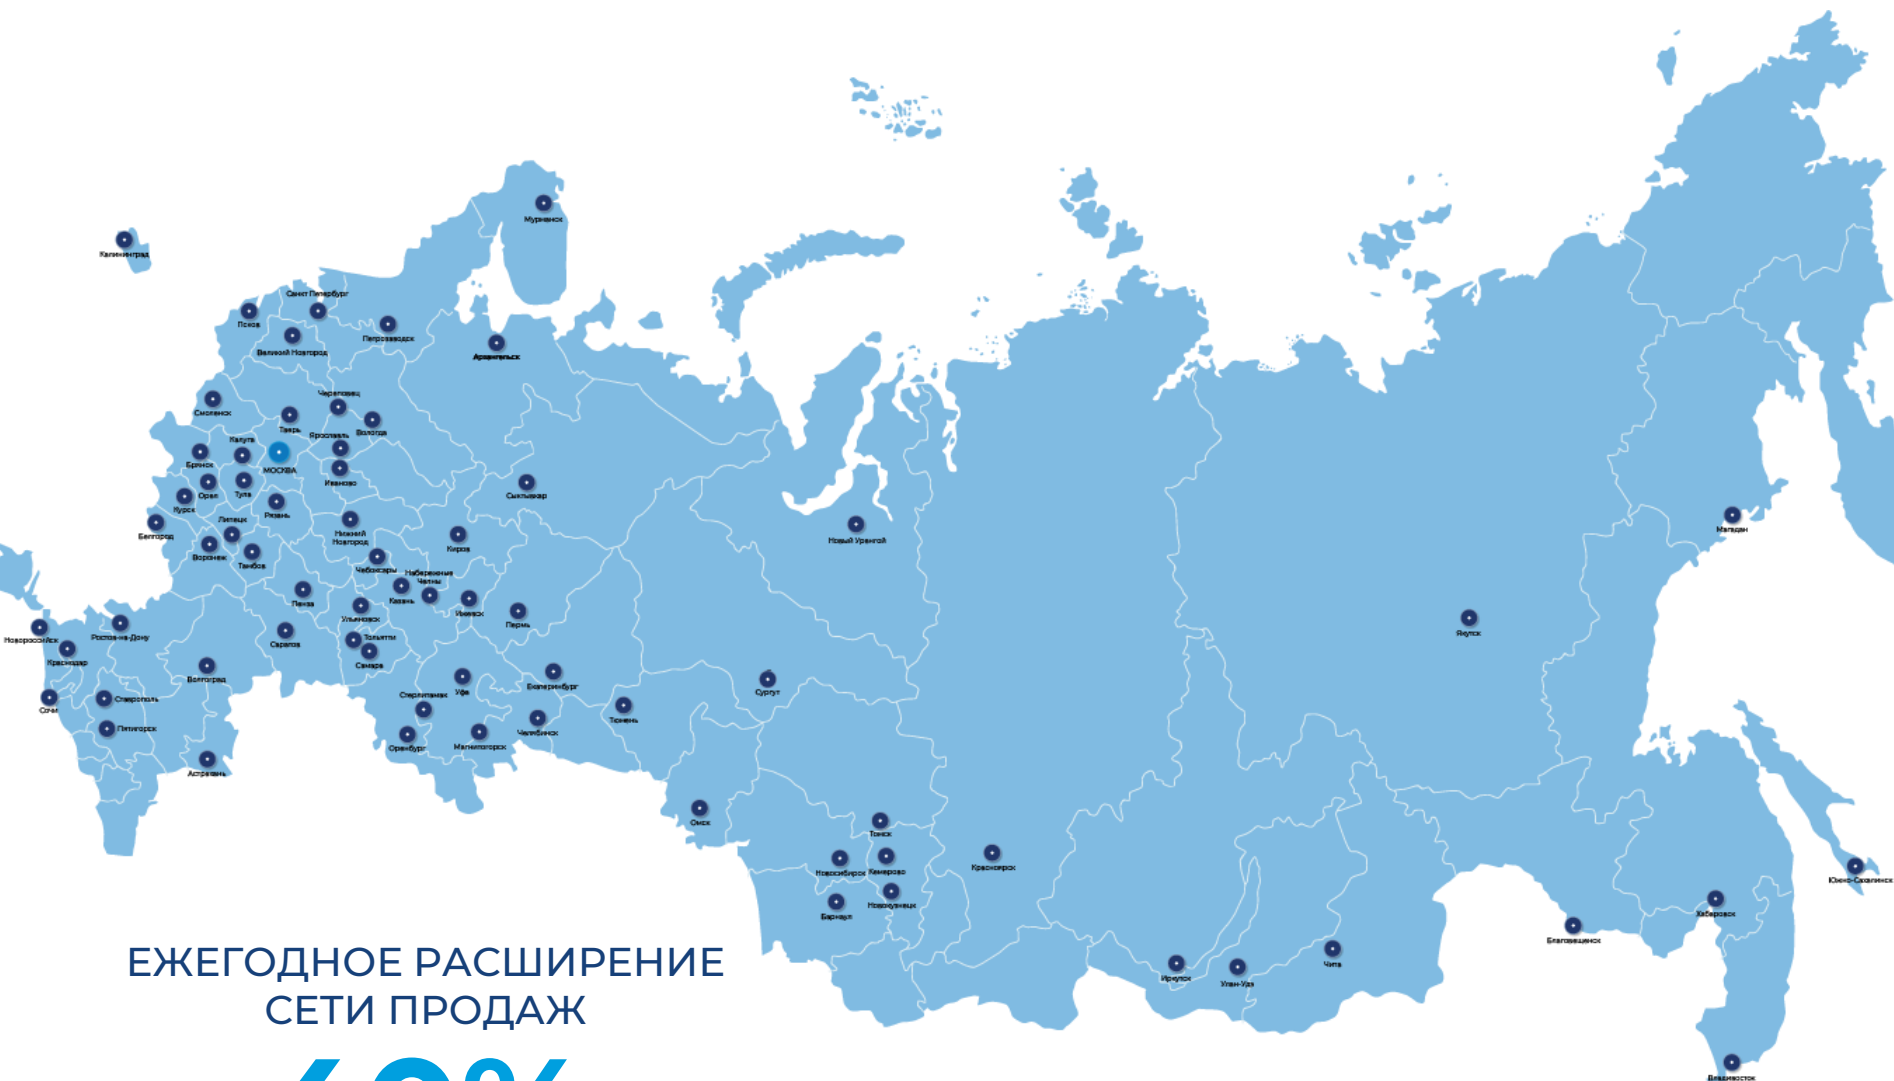 Мурманск
Калининград
Санкт Петербург
Псков
Петрозаводск
Великий Новгород
Архангельск
Череповец
Смоленск
Тверь
Ярославль
Вологда
Калуга
Брянск
МОСКВА
Иваново
Орел
Тула
Сыктывкар
Курск
Рязань
Липецк
Белгород
Нижний
Новгород
Киров
Новый Уренгой
Магадан
Воронеж
Тамбов
Чебоксары
Набережные
Челны
Казань
Пенза
Ижевск
Ульяновск
Пермь
Якутск
Новороссийск
Ростов-на-Дону
Саратов
Тольятти
Краснодар
Самара
Волгоград
Уфа
Екатеринбург
Сургут
Стерлитамак
Ставрополь
Сочи
Тюмень
Пятигорск
Челябинск
Оренбург
Магнитогорск
Астрахань
Омск
Томск
Новосибирск
Кемерово
Красноярск
Южно-Сахалинск
Новокузнецк
Барнаул
Хабаровск
Благовещенск
Чита
Иркутск
Улан-Удэ
Владивосток
ЕЖЕГОДНОЕ РАСШИРЕНИЕ
СЕТИ ПРОДАЖ